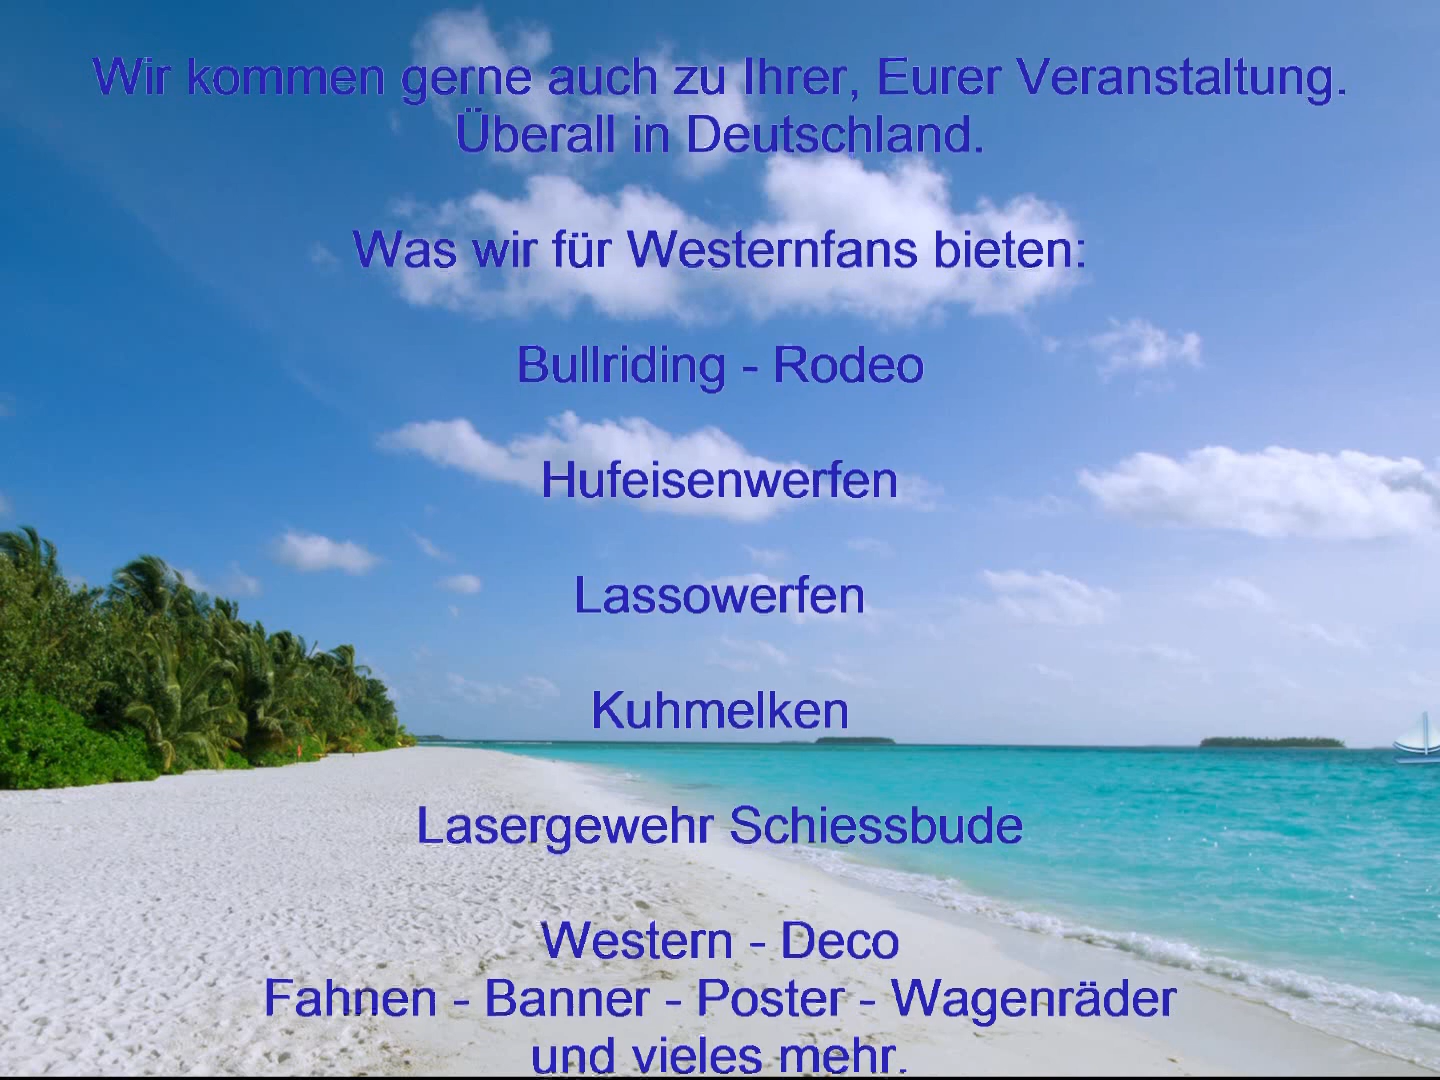 Wir kommen gerne auch zu Ihrer, Eurer Veranstaltung.
Überall in Deutschland.
Was wir für Westernfans bieten:
Bullriding - Rodeo
Hufeisenwerfen
Lassowerfen
Kuhmelken
Lasergewehr Schiessbude
Western - Deco
Fahnen - Banner - Poster - Wagenräder
und vieles mehr.